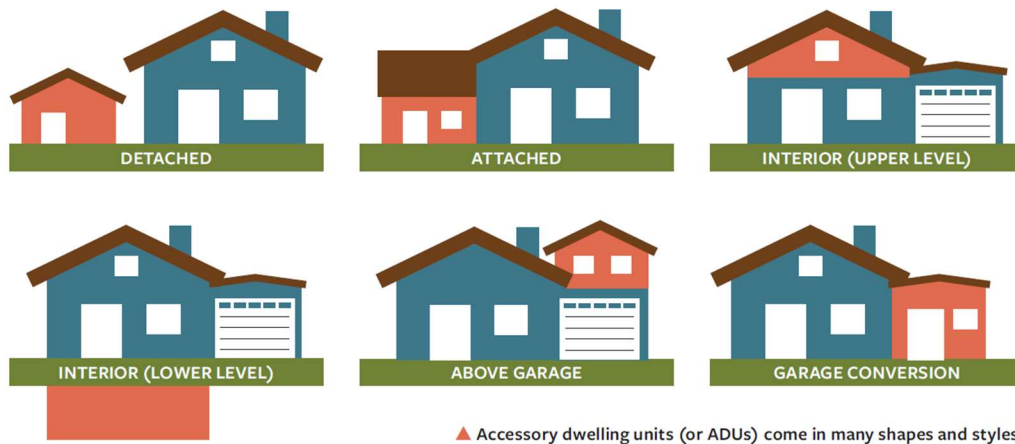 DETACHED
ATTACHED
INTERIOR (UPPER LEVEL)
INTERIOR (LOWER LEVEL)
ABOVE GARAGE
GARAGE CONVERSION
▲ Accessory dwelling units (or ADUs) come in many shapes and styles